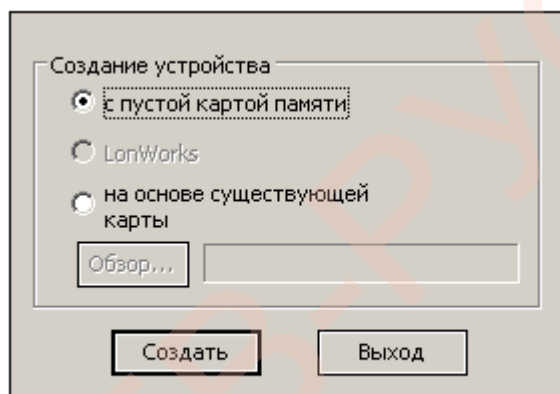 Создание устройства
с пустой картой памяти
LonWorks
на основе существующей
карты
Обзор...
Создать
Выход